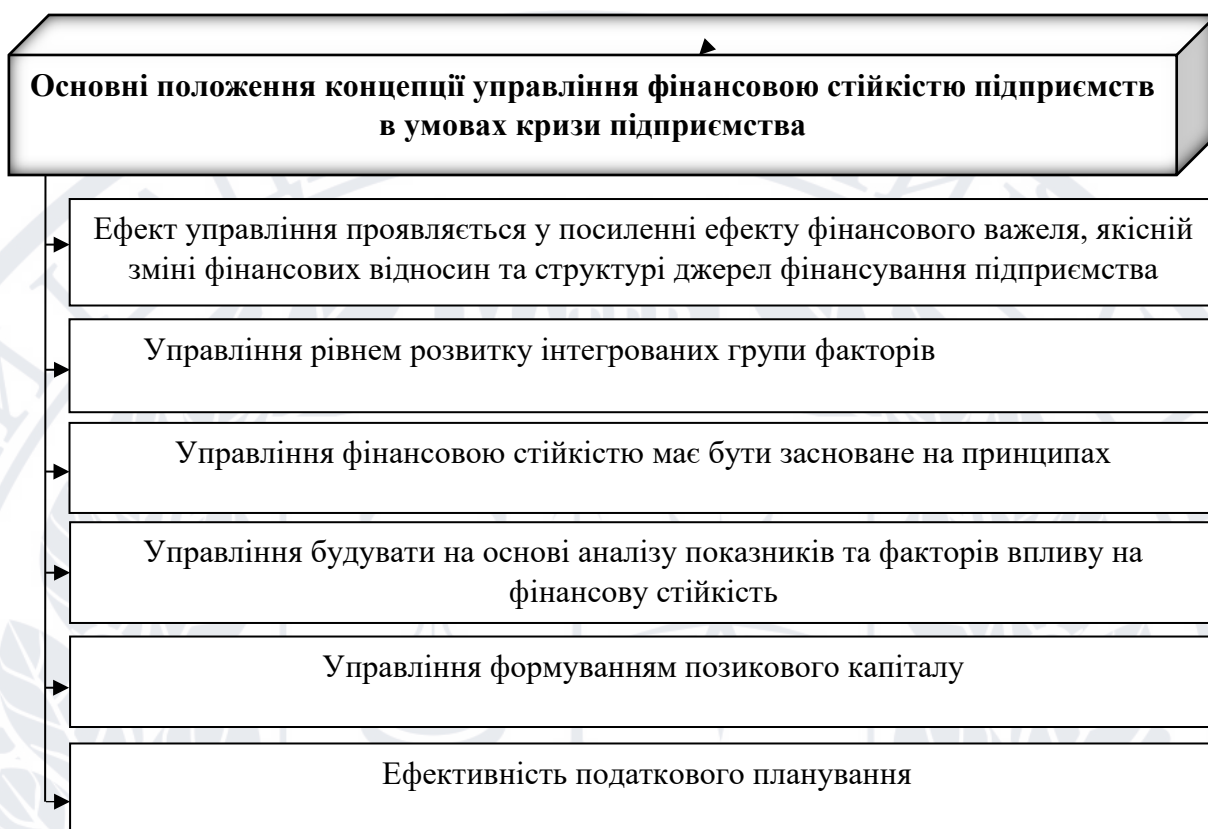 Основні положення концепції управління фінансовою стійкістю підприємств
в умовах кризи підприємства
Ефект управління проявляється у посиленні ефекту фінансового важеля, якісній
зміні фінансових відносин та структурі джерел фінансування підприємства
Управління рівнем розвитку інтегрованих групи факторів
Управління фінансовою стійкістю має бути засноване на принципах
Управління будувати на основі аналізу показників та факторів впливу на
фінансову стійкість
Управління формуванням позикового капіталу
Ефективність податкового планування